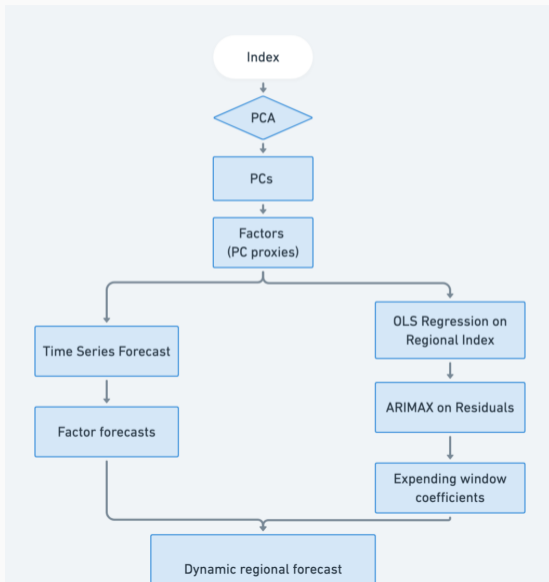 Index
PCA
PCs
Factors
(PC proxies)
Time Series Forecast
Factor forecasts
OLS Regression on
Regional Index
ARIMAX on Residuals
Expending window
coefficients
Dynamic regional forecast